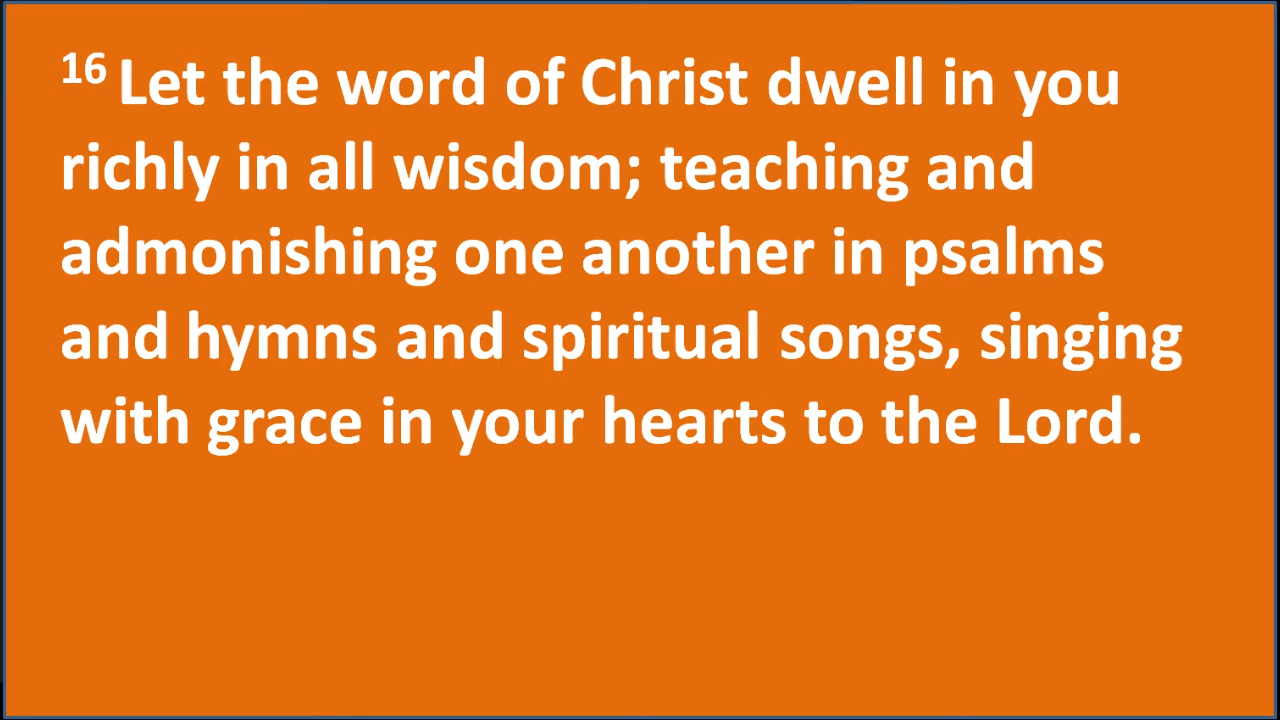 16 Let the word of Christ dwell in you
richly in all wisdom; teaching and
admonishing one another in psalms
and hymns and spiritual songs, singing
with grace in your hearts to the Lord.